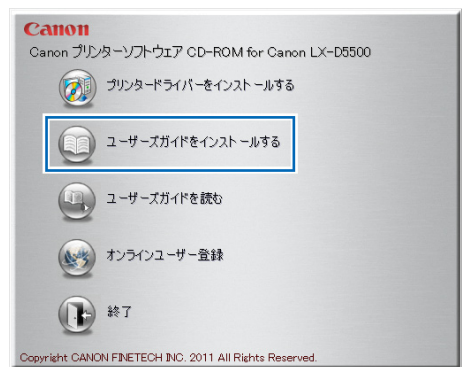 Canon
Canon プリンターソフトウェア CD-ROM for Canon LX-D5500
プリンタードライバーをインストールする
ユーザーズガイドをインストールする
ユーザーズガイドを読む
オンラインユーザー登録
終了
Copyright CANON FINETECH INC. 2011 All Rights Reserved.